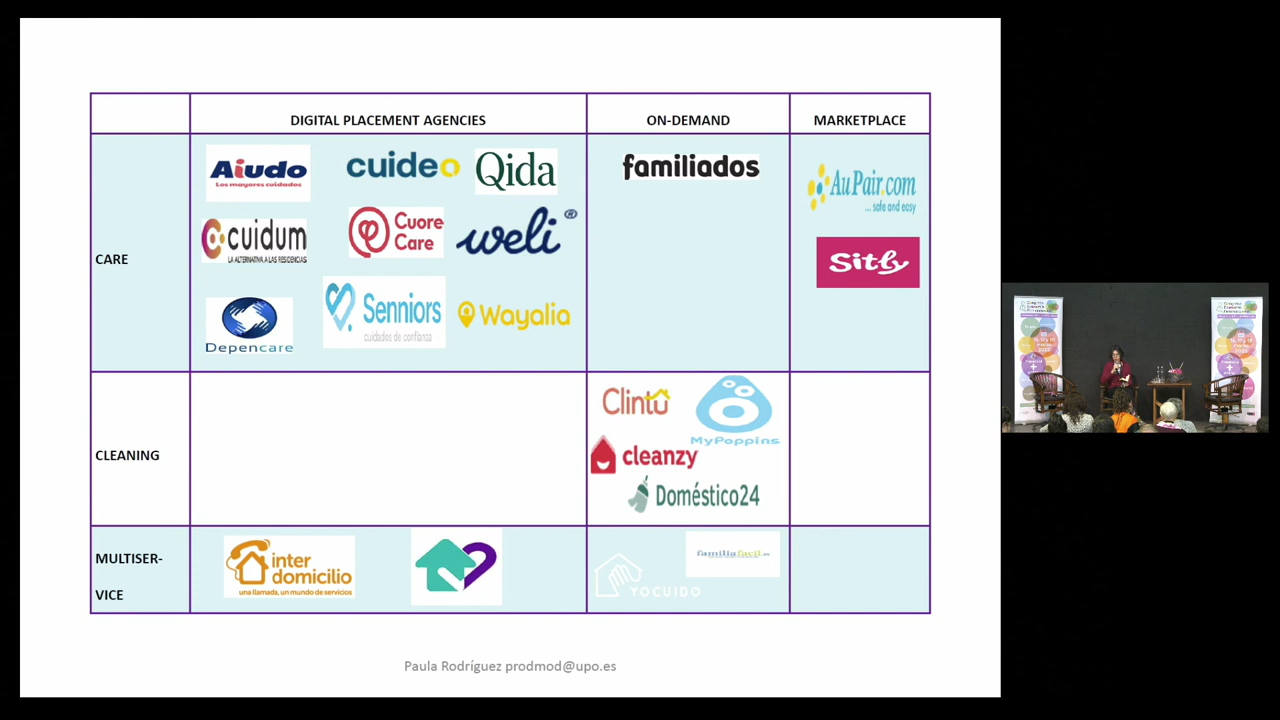 DIGITAL PLACEMENT AGENCIES
ON-DEMAND
MARKETPLACE
CARE
Aiudo
Los mayores cuidados
cuideo
Qida
cuidum
LA ALTERNATIVA A LAS RESIDENCIAS
Cuore
Care
weli®
Depencare
Senniors
cuidados de confianza
Wayalia
familiados
AuPair.com
... safe and easy
Sitly
CLEANING
Clintu
MyPoppins
cleanzy
Doméstico24
MULTISER-
VICE
inter
domicilio
una llamada, un mundo de servicios
YOCUIDO
familiafacil.es
Paula Rodríguez prodmod@upo.es